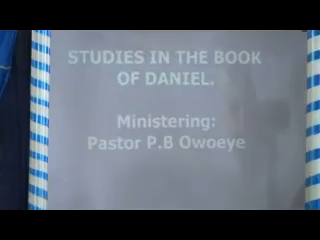 STUDIES IN THE BOOK
OF DANIEL.
Ministering:
Pastor P.B Owoeye